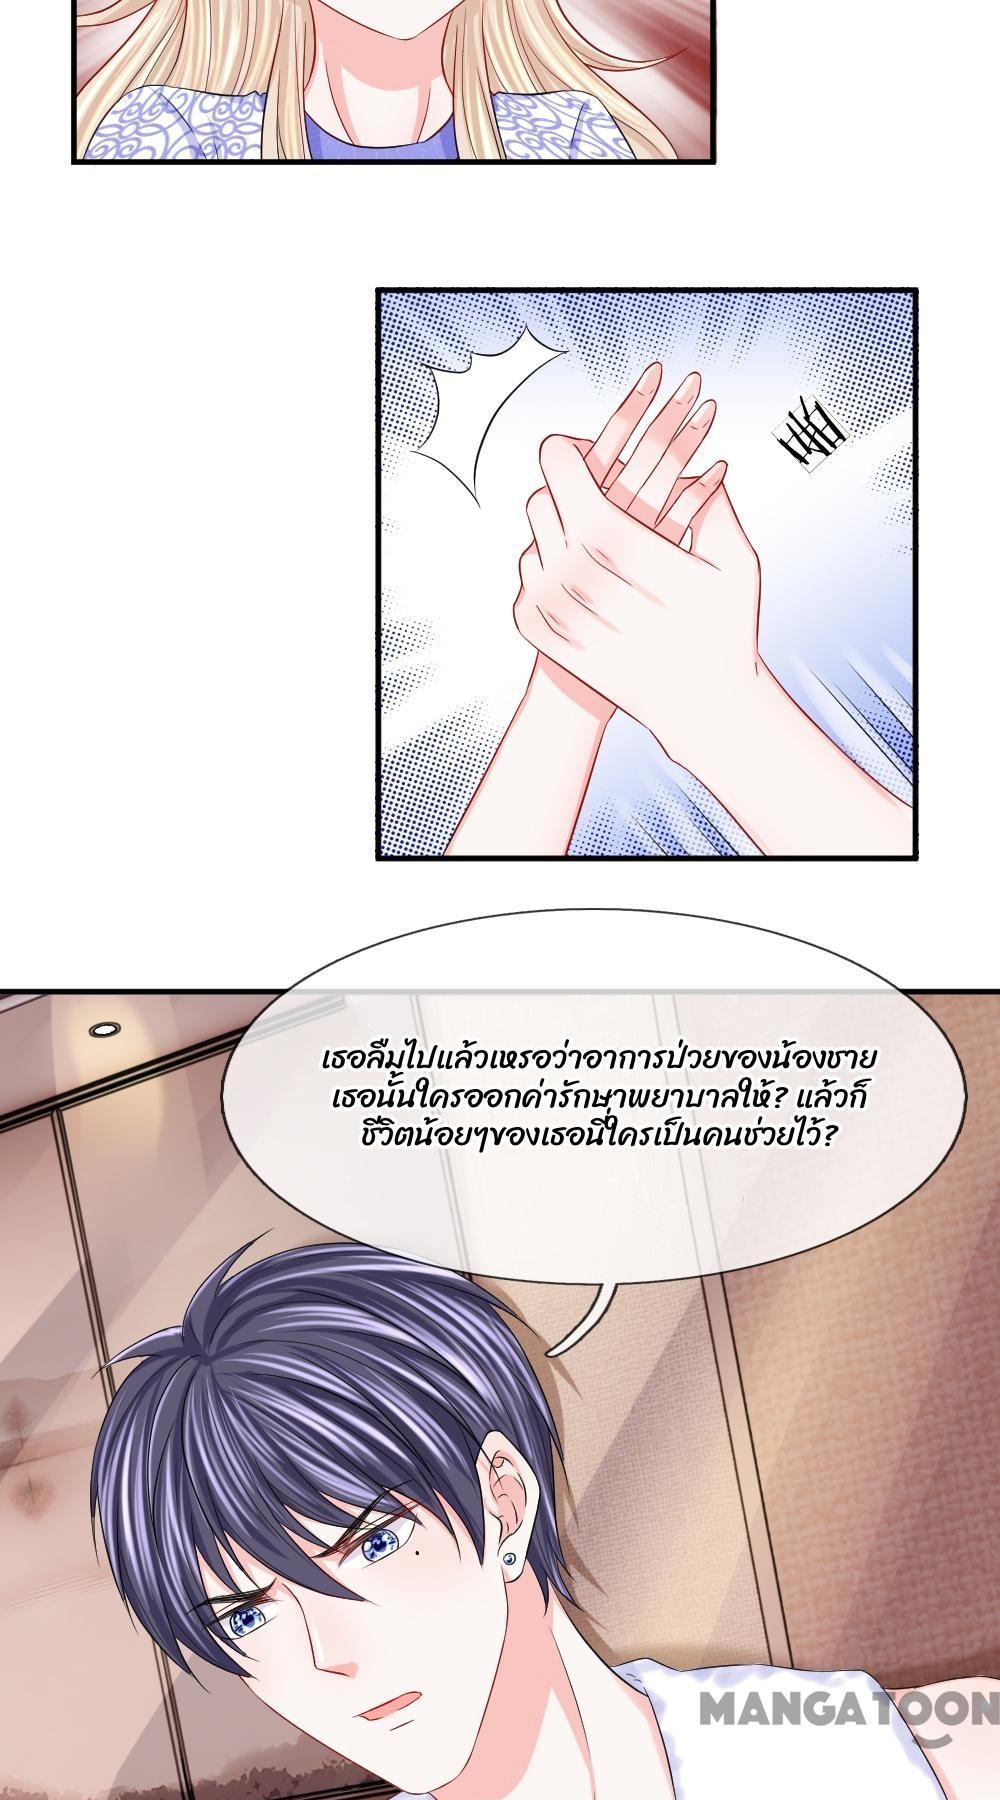 เธอลืมไปแล้วเหรอว่าอาการป่วยของน้องชาย
เธอนั้นใครออกค่ารักษาพยาบาลให้? แล้วก็
ชีวิตน้อยๆของเธอนี่ใครเป็นคนช่วยไว้?
MANGATOON